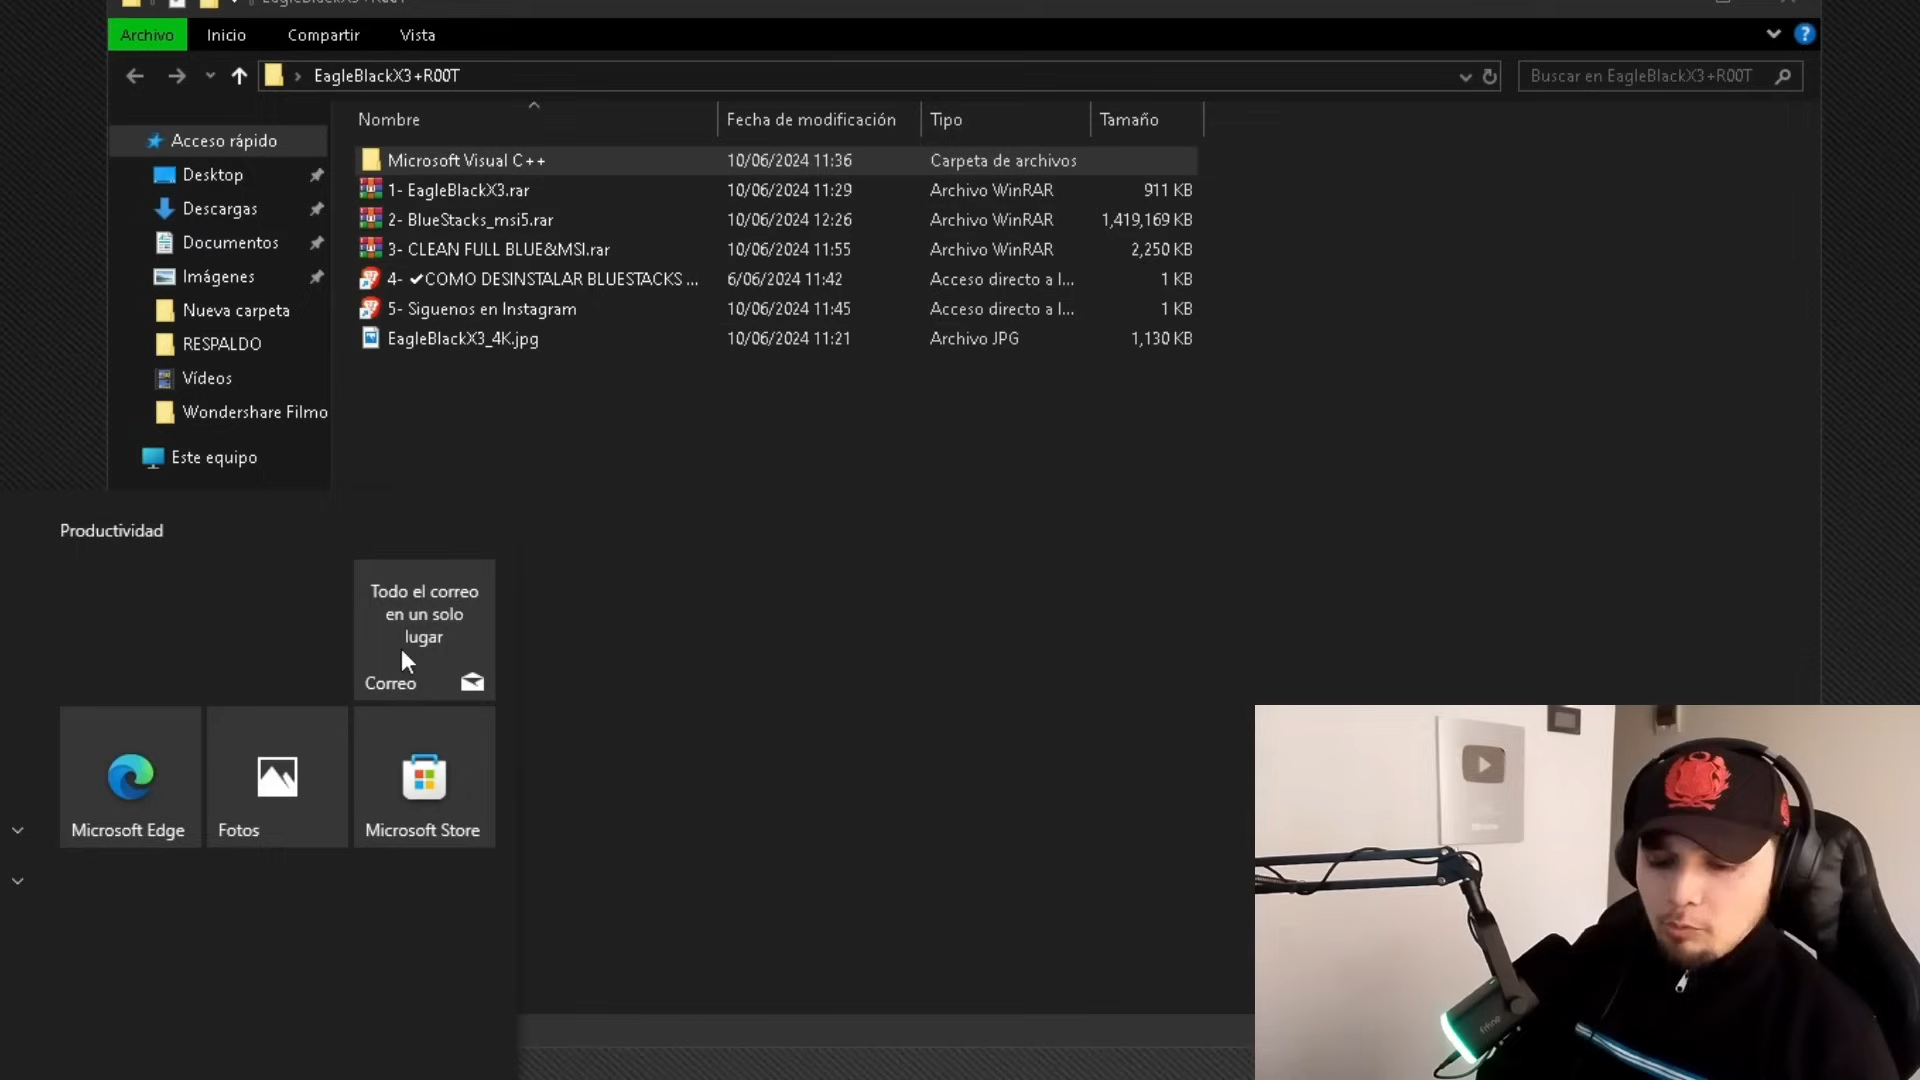 Archivo Inicio Compartir Vista
EagleBlackX3+R00T
Buscar en EagleBlackX3+R00T
Acceso rápido
Desktop
Descargas
Documentos
Imágenes
Nueva carpeta
RESPALDO
Vídeos
Wondershare Filmo
Este equipo
Nombre Fecha de modificación Tipo Tamaño
Microsoft Visual C++ 10/06/2024 11:36 Carpeta de archivos
1- EagleBlackX3.rar 10/06/2024 11:29 Archivo WinRAR 911 KB
2- BlueStacks_msi5.rar 10/06/2024 12:26 Archivo WinRAR 1,419,169 KB
3- CLEAN FULL BLUE&MSI.rar 10/06/2024 11:55 Archivo WinRAR 2,250 KB
4- ✔COMO DESINSTALAR BLUESTACKS ... 6/06/2024 11:42 Acceso directo a I... 1 KB
5- Siguenos en Instagram 10/06/2024 11:45 Acceso directo a I... 1 KB
EagleBlackX3_4K.jpg 10/06/2024 11:21 Archivo JPG 1,130 KB
Productividad
Todo el correo
en un solo
lugar
Correo
Microsoft Edge
Fotos
Microsoft Store